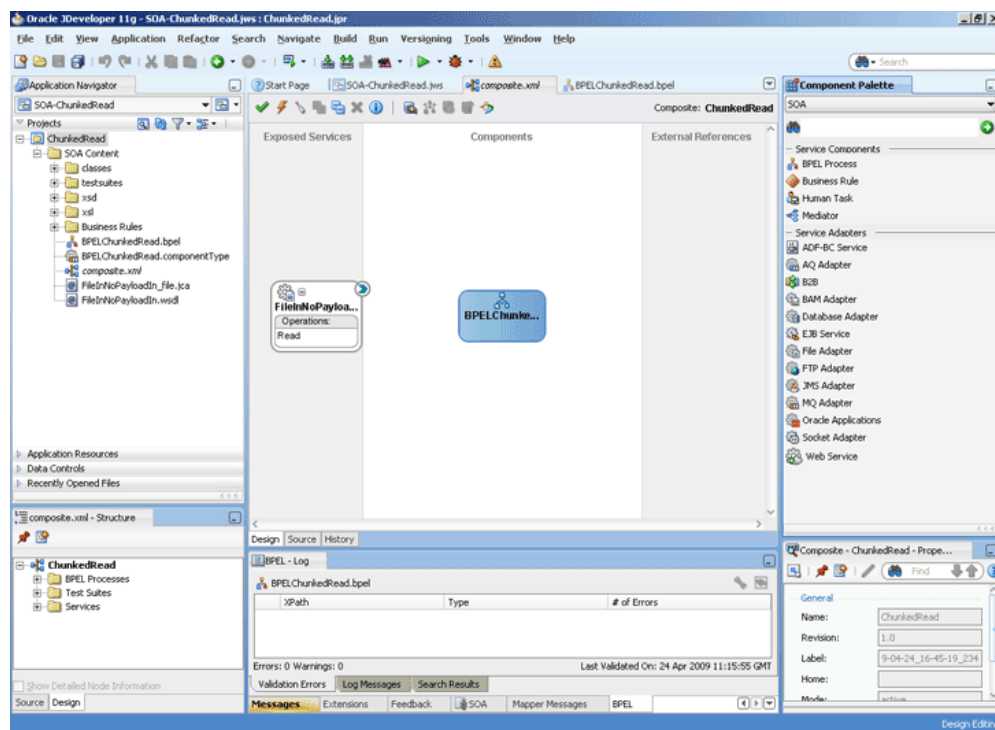 Oracle JDeveloper 11g - SOA-ChunkedRead.jws : ChunkedRead.jpr
File Edit View Application Refactor Search Navigate Build Run Versioning Tools Window Help
Search
Application Navigator
SOA-ChunkedRead
Projects
ChunkedRead
SOA Content
classes
testsuites
xsd
xsl
Business Rules
BPELChunkedRead.bpel
BPELChunkedRead.componentType
composite.xml
FileInNoPayloadIn_file.jca
FileInNoPayloadIn.wsdl
Application Resources
Data Controls
Recently Opened Files
composite.xml - Structure
ChunkedRead
BPEL Processes
Test Suites
Services
Show Detailed Node Information
Source Design
Start Page SOA-ChunkedRead.jws composite.xml BPELChunkedRead.bpel
Composite: ChunkedRead
Exposed Services Components External References
FileInNoPayloa...
Operations:
Read
BPELChunke...
Design Source History
BPEL - Log
BPELChunkedRead.bpel
XPath Type # of Errors
Errors: 0 Warnings: 0 Last Validated On: 24 Apr 2009 11:15:55 GMT
Validation Errors Log Messages Search Results
Messages Extensions Feedback SOA Mapper Messages BPEL
Component Palette
SOA
Service Components
BPEL Process
Business Rule
Human Task
Mediator
Service Adapters
ADF-BC Service
AQ Adapter
B2B
BAM Adapter
Database Adapter
EJB Service
File Adapter
FTP Adapter
JMS Adapter
MQ Adapter
Oracle Applications
Socket Adapter
Web Service
Composite - ChunkedRead - Prope...
Find
General
Name: ChunkedRead
Revision: 1.0
Label: 9-04-24_16-45-19_234
Home:
Mode: active
Design Editin